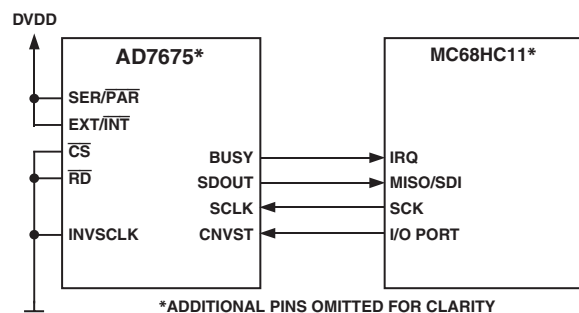 DVDD
AD7675*
MC68HC11*
SER/PAR
EXT/INT
CS
RD
INVSCLK
BUSY
SDOUT
SCLK
CNVST
IRQ
MISO/SDI
SCK
I/O PORT
*ADDITIONAL PINS OMITTED FOR CLARITY